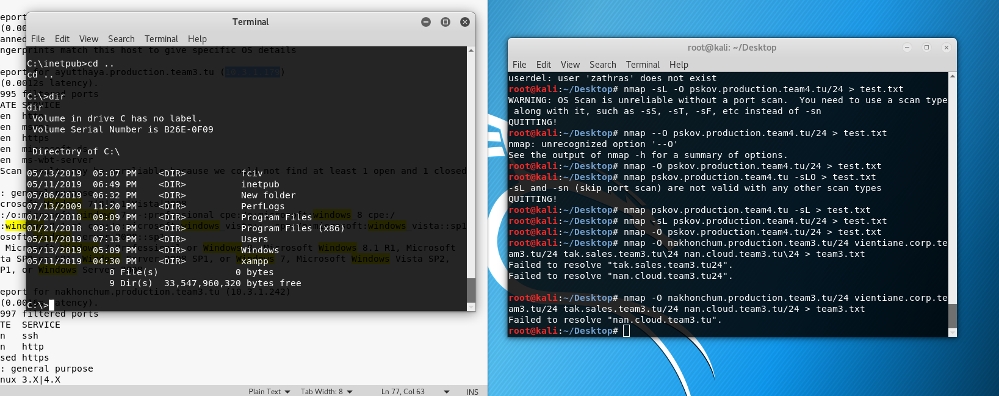 Terminal
File Edit View Search Terminal Help
C:\inetpub>cd ..
cd ..
C:\>dir
dir
Volume in drive C has no label.
Volume Serial Number is B26E-0F09
Directory of C:\
05/13/2019 05:07 PM <DIR> fciv
05/11/2019 06:49 PM <DIR> inetpub
05/06/2019 06:32 PM <DIR> New folder
07/13/2009 11:20 PM <DIR> PerfLogs
01/21/2018 09:09 PM <DIR> Program Files
01/21/2018 09:10 PM <DIR> Program Files (x86)
05/11/2019 07:13 PM <DIR> Users
05/13/2019 05:09 PM <DIR> Windows
05/11/2019 04:30 PM <DIR> xampp
0 File(s) 0 bytes
9 Dir(s) 33,547,960,320 bytes free
C:\>
eport
(0.00
anned
ngerprints match this host to give specific OS details
eport for ayutthaya.production.team3.tu (10.3.1.179)
(0.0012s latency).
995 filtered ports
ATE SERVICE
en
en
en https
en
en ms-wbt-server
Scan
: general purpose
eport for nakhonchum.production.team3.tu (10.3.1.242)
(0.0016s latency).
997 filtered ports
TE SERVICE
n ssh
n http
sed https
: general purpose
nux 3.X|4.X
Plain Text Tab Width: 8 Ln 77, Col 63 INS
root@kali: ~/Desktop
File Edit View Search Terminal Help
userdel: user 'zathras' does not exist
root@kali:~/Desktop# nmap -sL -O pskov.production.team4.tu/24 > test.txt
WARNING: OS Scan is unreliable without a port scan. You need to use a scan type
along with it, such as -sS, -sT, -sF, etc instead of -sn
QUITTING!
root@kali:~/Desktop# nmap --O pskov.production.team4.tu/24 > test.txt
nmap: unrecognized option '--O'
See the output of nmap -h for a summary of options.
root@kali:~/Desktop# nmap -O pskov.production.team4.tu/24 > test.txt
root@kali:~/Desktop# nmap pskov.production.team4.tu -sLO > test.txt
-sL and -sn (skip port scan) are not valid with any other scan types
QUITTING!
root@kali:~/Desktop# nmap pskov.production.team4.tu -sL > test.txt
root@kali:~/Desktop# nmap -sL pskov.production.team4.tu/24 > test.txt
root@kali:~/Desktop# nmap -O pskov.production.team4.tu/24 > test.txt
root@kali:~/Desktop# nmap -O nakhonchum.production.team3.tu/24 vientiane.corp.te
am3.tu/24 tak.sales.team3.tu\24 nan.cloud.team3.tu\24 > team3.txt
Failed to resolve "tak.sales.team3.tu24".
Failed to resolve "nan.cloud.team3.tu24".
root@kali:~/Desktop# nmap -O nakhonchum.production.team3.tu/24 vientiane.corp.te
am3.tu/24 tak.sales.team3.tu/24 nan.cloud.team3.tu/24 > team3.txt
Failed to resolve "nan.cloud.team3.tu".
root@kali:~/Desktop#